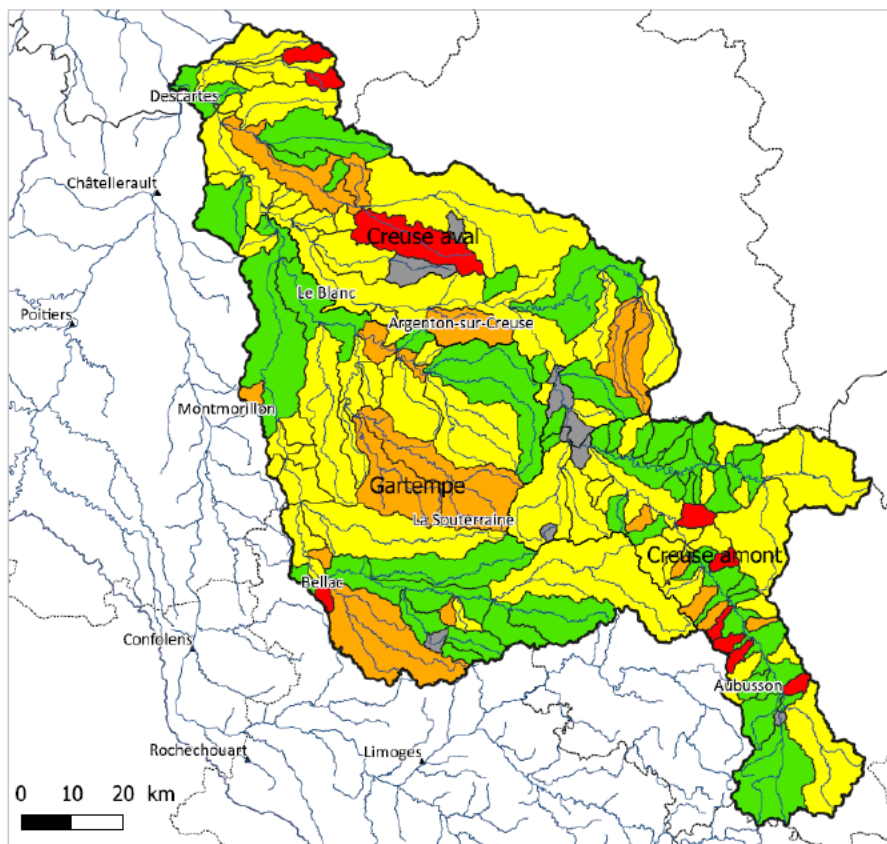 Descartes
Châtellerault
Creuse aval
Le Blanc
Poitiers
Argenton-sur-Creuse
Montmorillon
Gartempe
La Souterraine
Creuse amont
Bellac
Confolens
Aubusson
Rochechouart
Limoges
0 10 20 km